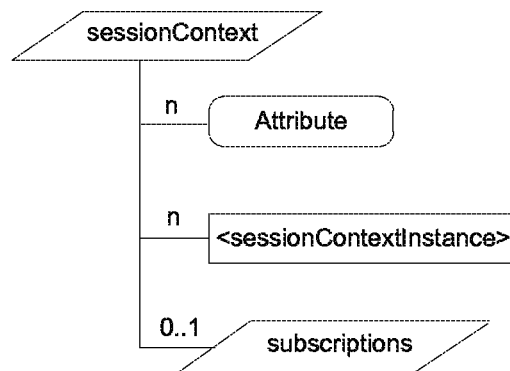 sessionContext
n
Attribute
n
<sessionContextInstance>
0..1
subscriptions